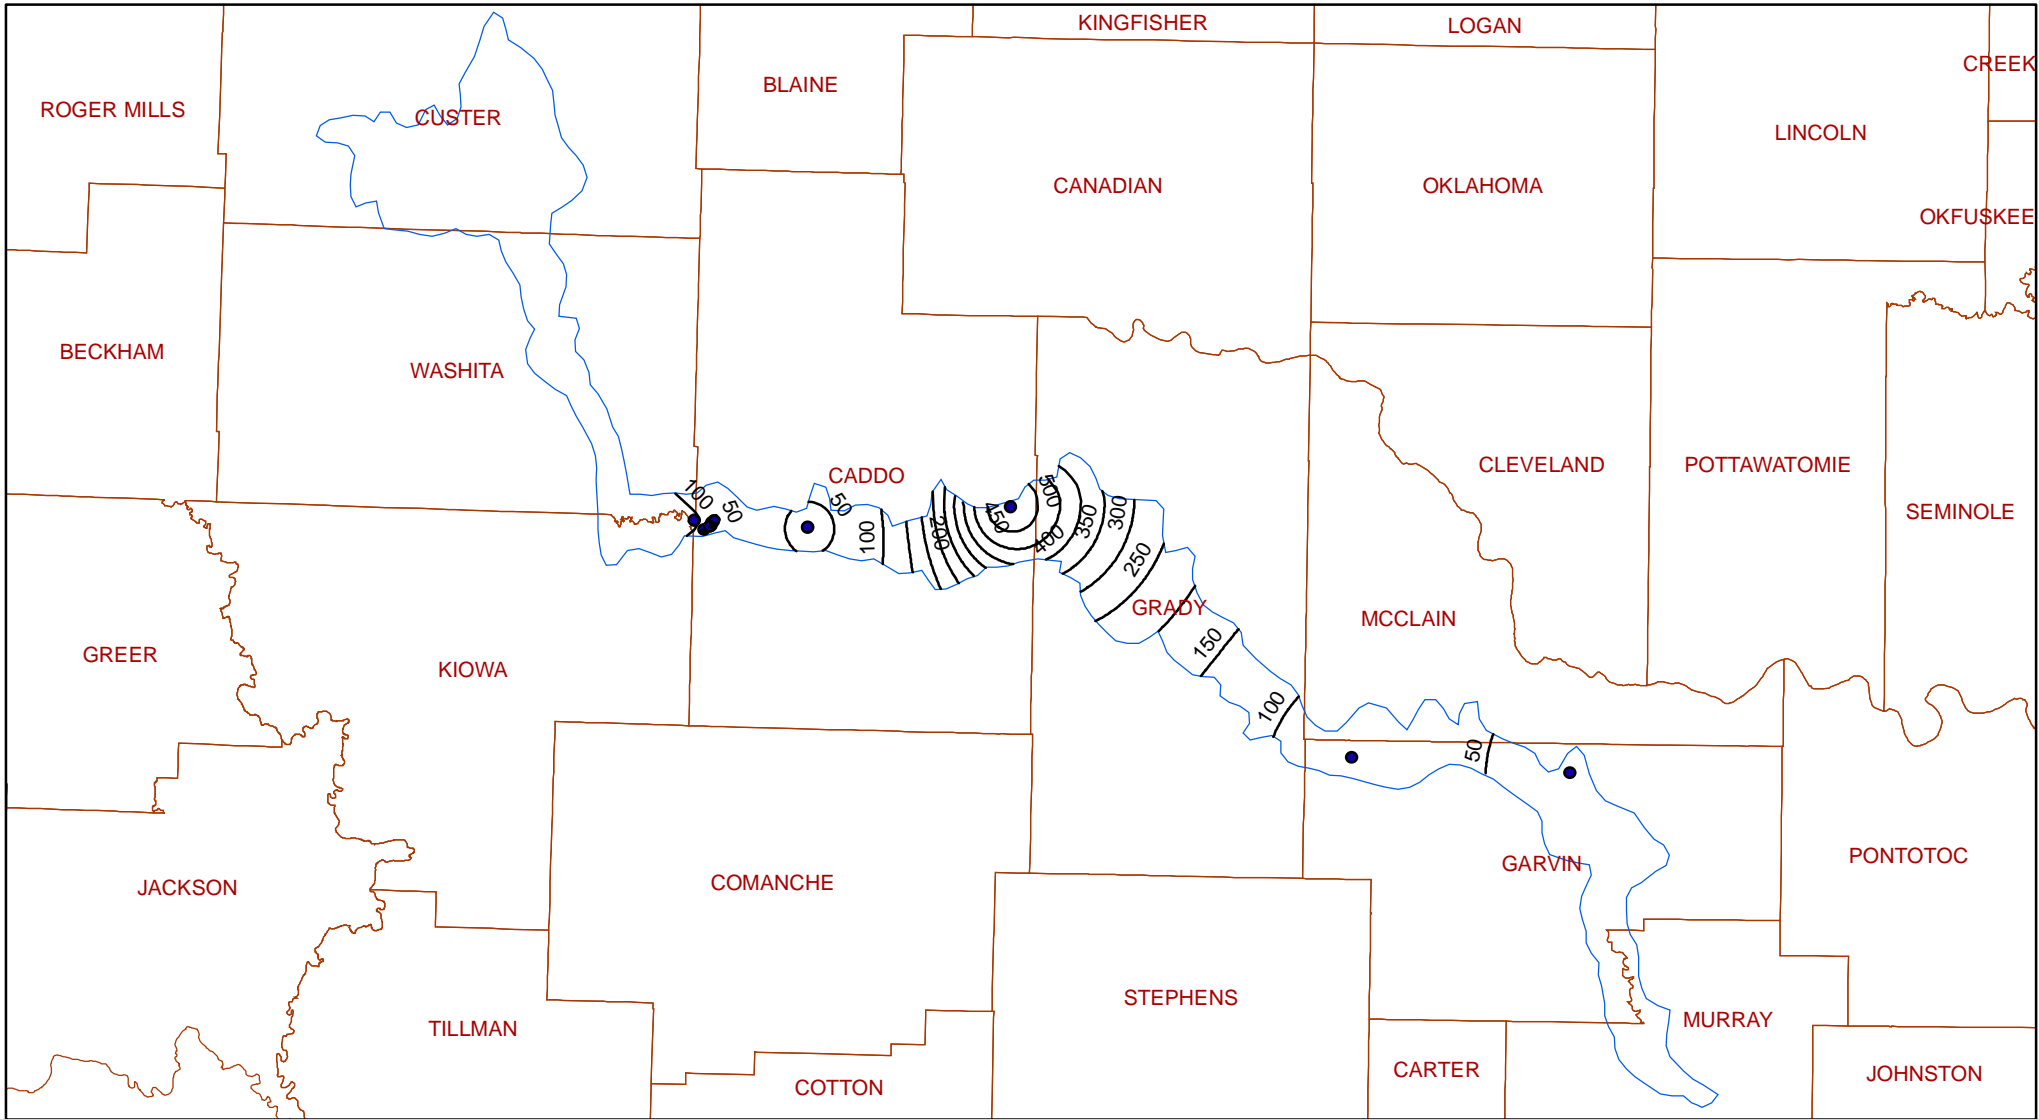 KINGFISHER
LOGAN
CREEK
BLAINE
ROGER MILLS
CUSTER
LINCOLN
CANADIAN
OKLAHOMA
OKFUSKEE
BECKHAM
WASHITA
CADDO
CLEVELAND
POTTAWATOMIE
SEMINOLE
100
50
50
100
200
450
500
400
350
300
250
GRADY
150
100
50
MCCLAIN
GREER
KIOWA
JACKSON
COMANCHE
GARVIN
PONTOTOC
STEPHENS
TILLMAN
MURRAY
COTTON
CARTER
JOHNSTON